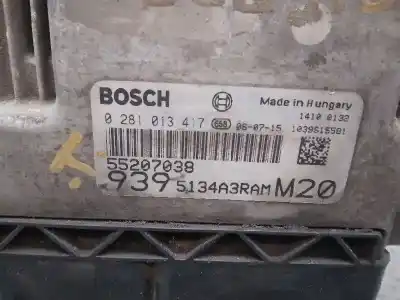 BOSCH
Made in Hungary
0 281 013 417
06-07-15
1410 0132
1039S15501
55207038
939 5134A3RAM M20